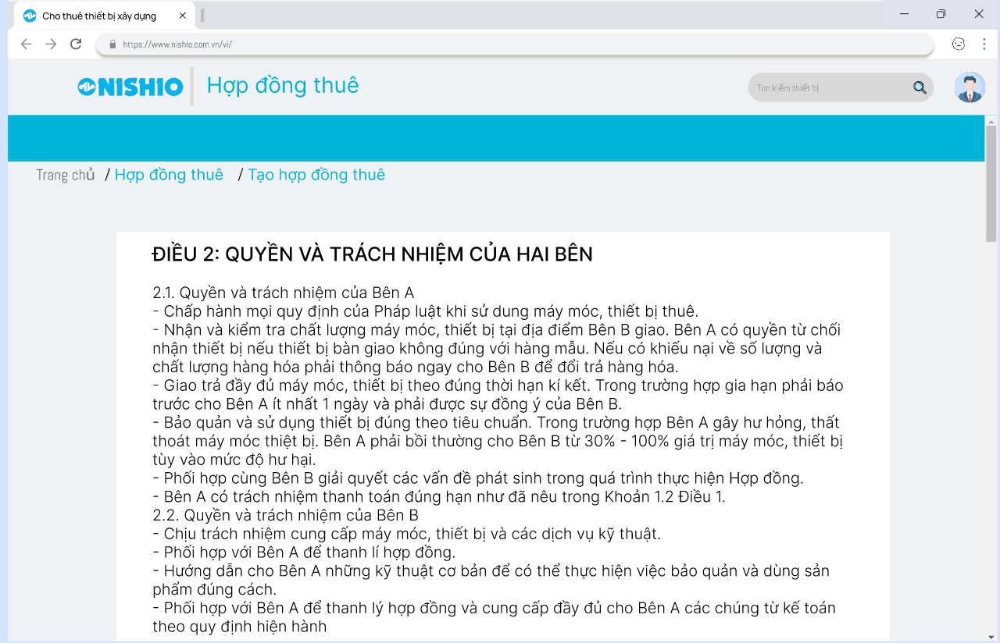 Cho thuê thiết bị xây dựng
https://www.nishio.com.vn/vi/
NISHIO
Hợp đồng thuê
Tìm kiếm thiết bị
Trang chủ / Hợp đồng thuê / Tạo hợp đồng thuê
ĐIỀU 2: QUYỀN VÀ TRÁCH NHIỆM CỦA HAI BÊN
2.1. Quyền và trách nhiệm của Bên A
- Chấp hành mọi quy định của Pháp luật khi sử dung máy móc, thiết bị thuê.
- Nhận và kiểm tra chất lượng máy móc, thiết bị tại địa điểm Bên B giao. Bên A có quyền từ chối
nhận thiết bị nếu thiết bị bàn giao không đúng với hàng mẫu. Nếu có khiếu nại về số lượng và
chất lượng hàng hóa phải thông báo ngay cho Bên B để đổi trả hàng hóa.
- Giao trả đầy đủ máy móc, thiết bị theo đúng thời hạn kí kết. Trong trường hợp gia hạn phải báo
trước cho Bên A ít nhất 1 ngày và phải được sự đồng ý của Bên B.
- Bảo quản và sử dụng thiết bị đúng theo tiêu chuẩn. Trong trường hợp Bên A gây hư hỏng, thất
thoát máy móc thiệt bị. Bên A phải bồi thường cho Bên B từ 30% - 100% giá trị máy móc, thiết bị
tùy vào mức độ hư hại.
- Phối hợp cùng Bên B giải quyết các vấn đề phát sinh trong quá trình thực hiện Hợp đồng.
- Bên A có trách nhiệm thanh toán đúng hạn như đã nêu trong Khoản 1.2 Điều 1.
2.2. Quyền và trách nhiệm của Bên B
- Chịu trách nhiệm cung cấp máy móc, thiết bị và các dịch vụ kỹ thuật.
- Phối hợp với Bên A để thanh lí hợp đồng.
- Hướng dẫn cho Bên A những kỹ thuật cơ bản để có thể thực hiện việc bảo quản và dùng sản
phẩm đúng cách.
- Phối hợp với Bên A để thanh lý hợp đồng và cung cấp đầy đủ cho Bên A các chúng từ kế toán
theo quy định hiện hành